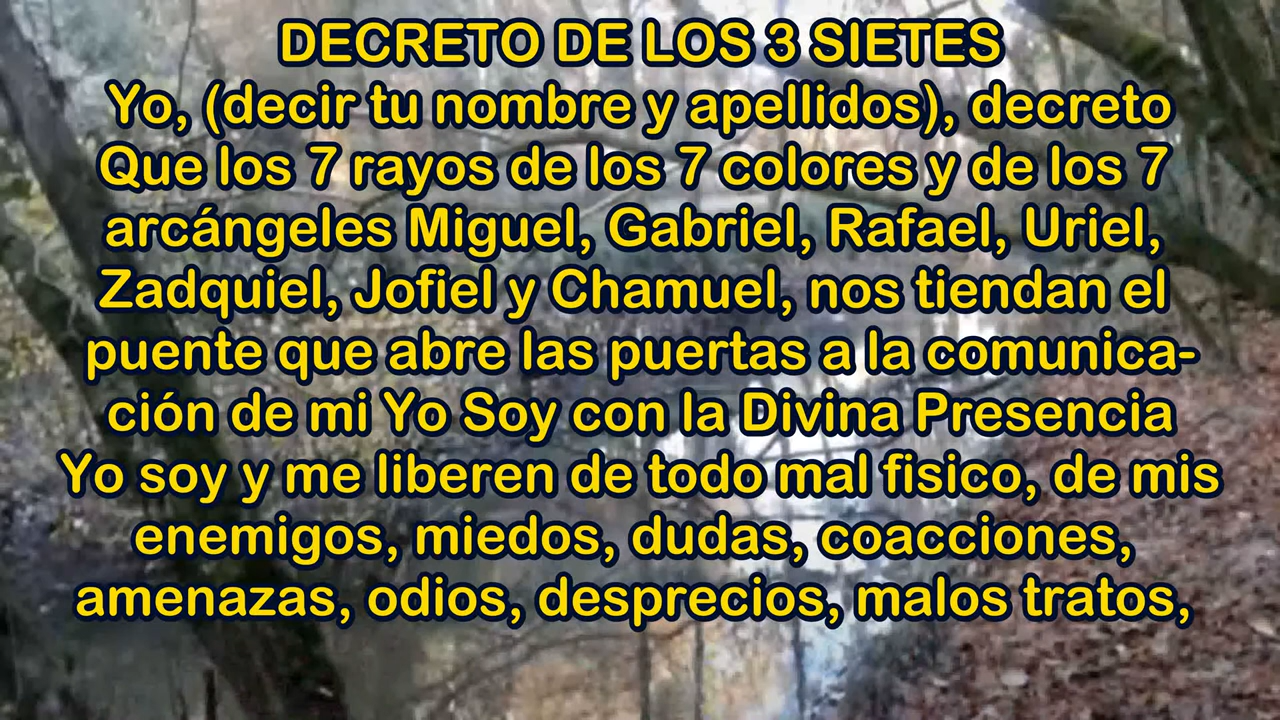 DECRETO DE LOS 3 SIETES
Yo, (decir tu nombre y apellidos), decreto
Que los 7 rayos de los 7 colores y de los 7
arcángeles Miguel, Gabriel, Rafael, Uriel,
Zadquiel, Jofiel y Chamuel, nos tiendan el
puente que abre las puertas a la comunica-
ción de mi Yo Soy con la Divina Presencia
Yo soy y me liberen de todo mal fisico, de mis
enemigos, miedos, dudas, coacciones,
amenazas, odios, desprecios, malos tratos,